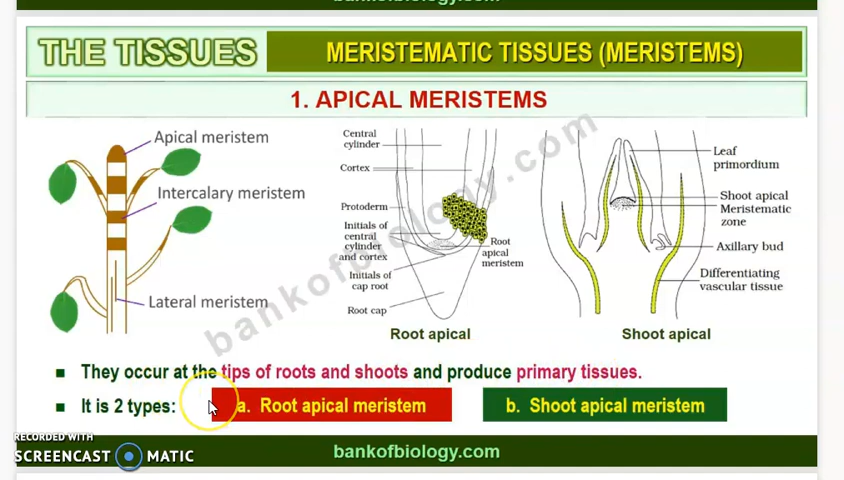 bankofbiology.com
THE TISSUES
MERISTEMATIC TISSUES (MERISTEMS)
1. APICAL MERISTEMS
Apical meristem
Intercalary meristem
Lateral meristem
Central
cylinder
Cortex
Protoderm
Initials of
central
cylinder
and cortex
Initials of
cap root
Root cap
Root
apical
meristem
Root apical
Leaf
primordium
Shoot apical
Meristematic
zone
Axillary bud
Differentiating
vascular tissue
Shoot apical
bankofbiology.com
▪ They occur at the tips of roots and shoots and produce primary tissues.
▪ It is 2 types:
a. Root apical meristem
b. Shoot apical meristem
RECORDED WITH
SCREENCAST MATIC
bankofbiology.com